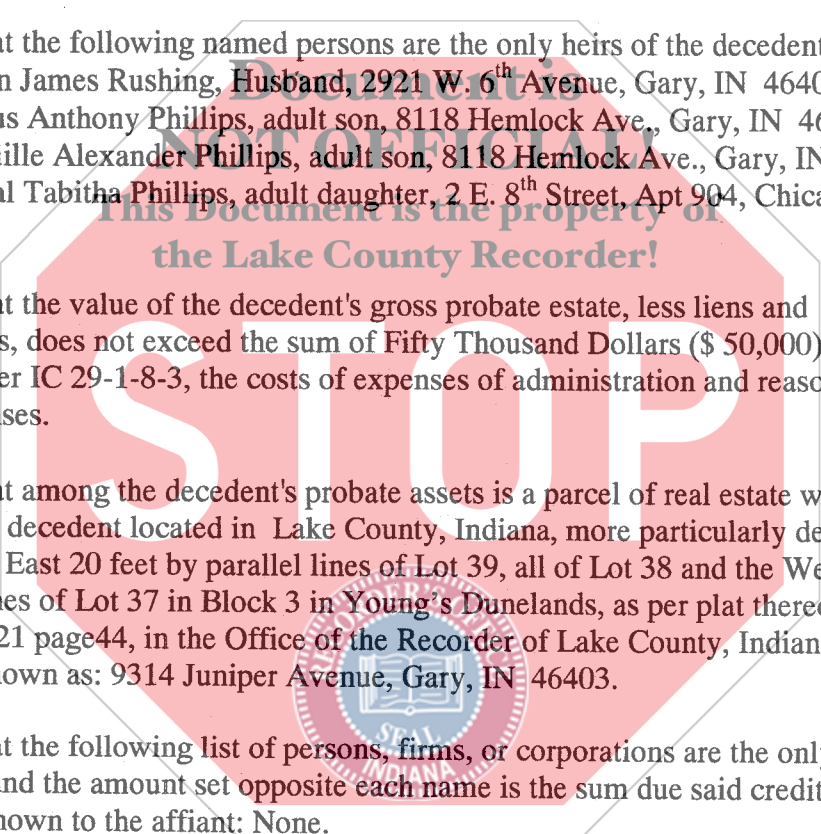 at the following named persons are the only heirs of the decedent
n James Rushing, Husband, 2921 W. 6th Avenue, Gary, IN 4640
us Anthony Phillips, adult son, 8118 Hemlock Ave., Gary, IN 46
ille Alexander Phillips, adult son, 8118 Hemlock Ave., Gary, IN
al Tabitha Phillips, adult daughter, 2 E. 8th Street, Apt 904, Chica
Document is
NOT OFFICIAL!
This Document is the property of
the Lake County Recorder!
at the value of the decedent's gross probate estate, less liens and
s, does not exceed the sum of Fifty Thousand Dollars ($ 50,000)
er IC 29-1-8-3, the costs of expenses of administration and reaso
ses.
STOP
at among the decedent's probate assets is a parcel of real estate w
decedent located in Lake County, Indiana, more particularly de
East 20 feet by parallel lines of Lot 39, all of Lot 38 and the We
nes of Lot 37 in Block 3 in Young's Dunelands, as per plat thereo
21 page44, in the Office of the Recorder of Lake County, Indian
nown as: 9314 Juniper Avenue, Gary, IN 46403.
RECORDER'S OFFICE
SEAL
INDIANA
at the following list of persons, firms, or corporations are the onl
and the amount set opposite each name is the sum due said credit
nown to the affiant: None.